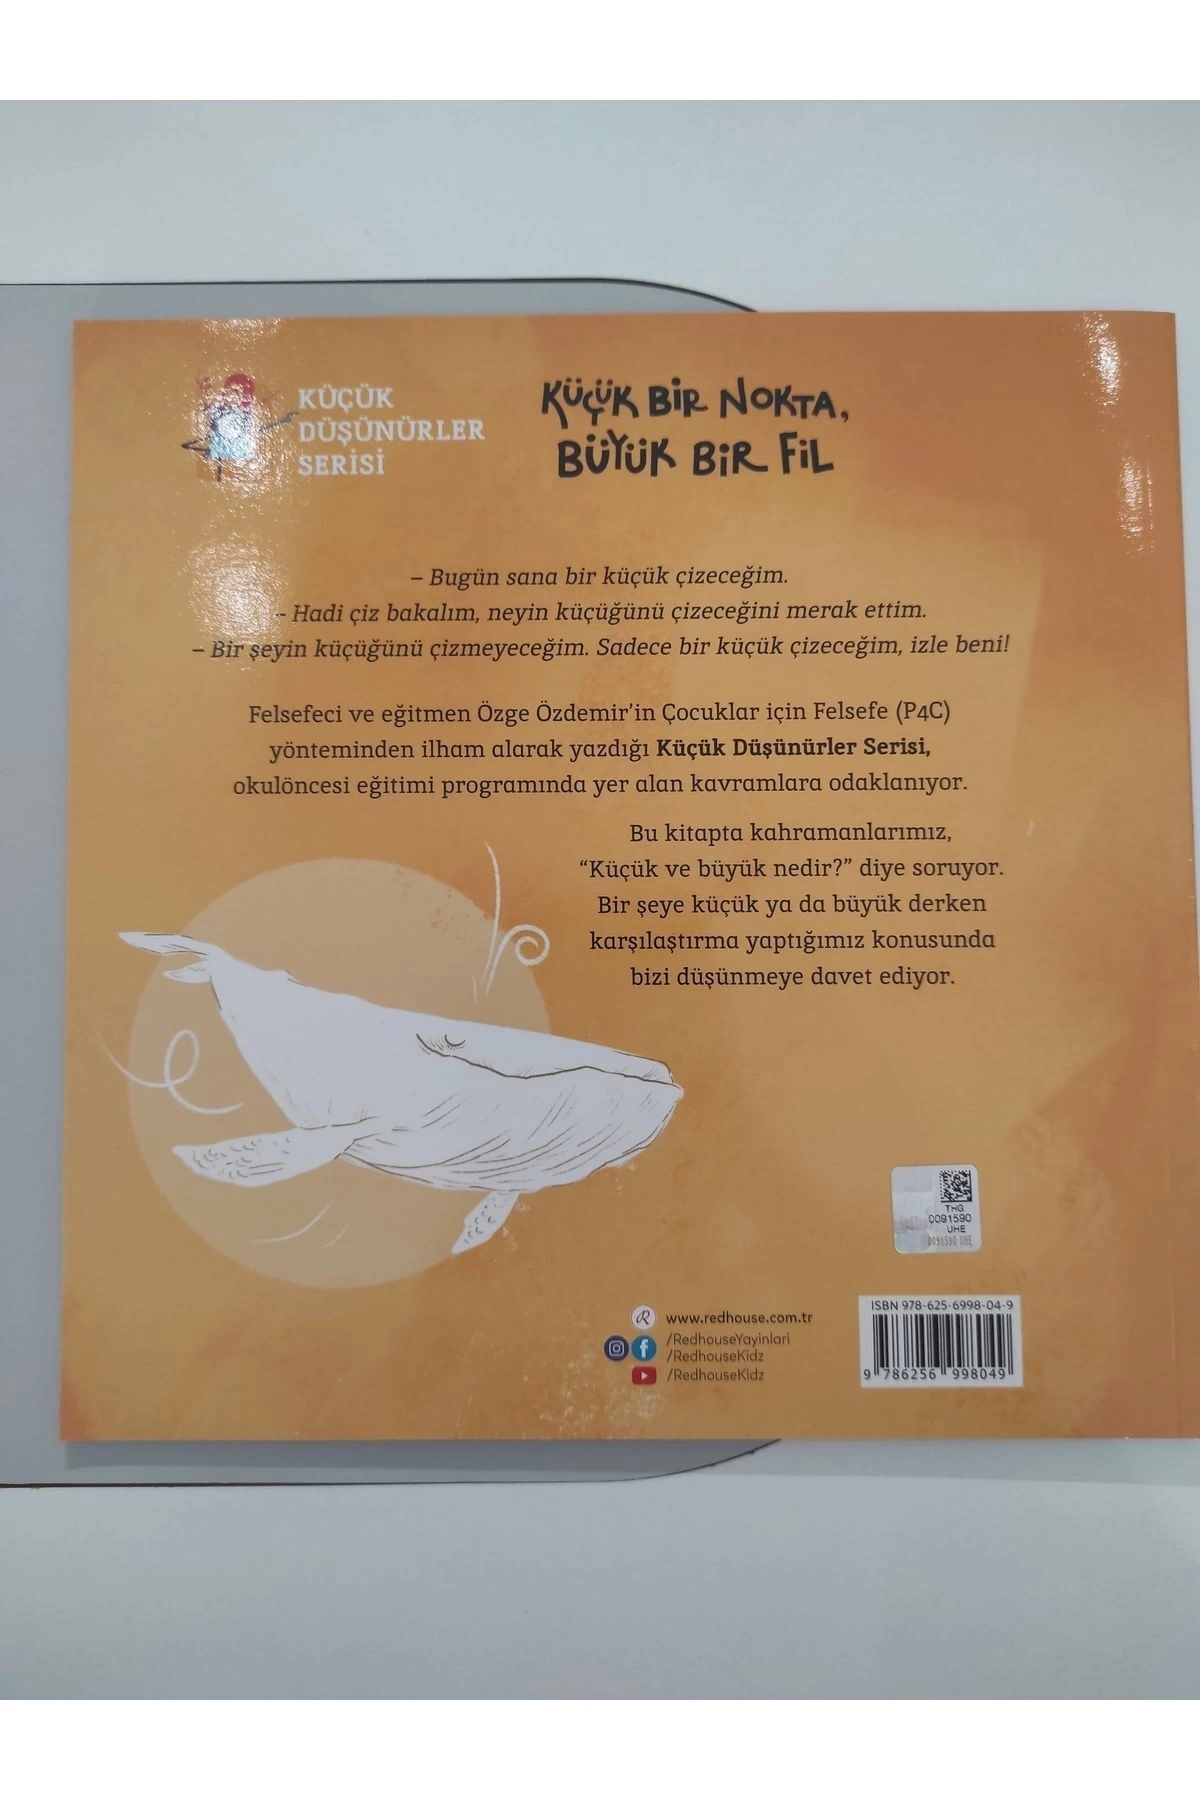 KÜÇÜK
DÜŞÜNÜRLER
SERİSİ
KÜÇÜK BİR NOKTA,
BÜYÜK BİR FİL
– Bugün sana bir küçük çizeceğim.
– Hadi çiz bakalım, neyin küçüğünü çizeceğini merak ettim.
– Bir şeyin küçüğünü çizmeyeceğim. Sadece bir küçük çizeceğim, izle beni!
Felsefeci ve eğitmen Özge Özdemir'in Çocuklar için Felsefe (P4C)
yönteminden ilham alarak yazdığı Küçük Düşünürler Serisi,
okulöncesi eğitimi programında yer alan kavramlara odaklanıyor.
Bu kitapta kahramanlarımız,
“Küçük ve büyük nedir?” diye soruyor.
Bir şeye küçük ya da büyük derken
karşılaştırma yaptığımız konusunda
bizi düşünmeye davet ediyor.
THG
0091590
UHE
0091590 UHE
ISBN 978-625-6998-04-9
9 786256 998049
R www.redhouse.com.tr
/RedhouseYayinlari
/RedhouseKidz
/RedhouseKidz